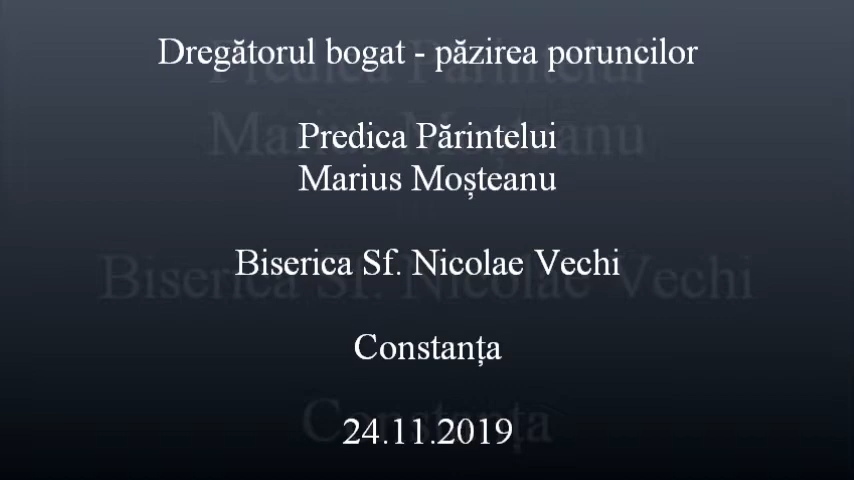 Dregătorul bogat - păzirea poruncilor
Predica Părintelui
Marius Moșteanu
Biserica Sf. Nicolae Vechi
Constanța
24.11.2019